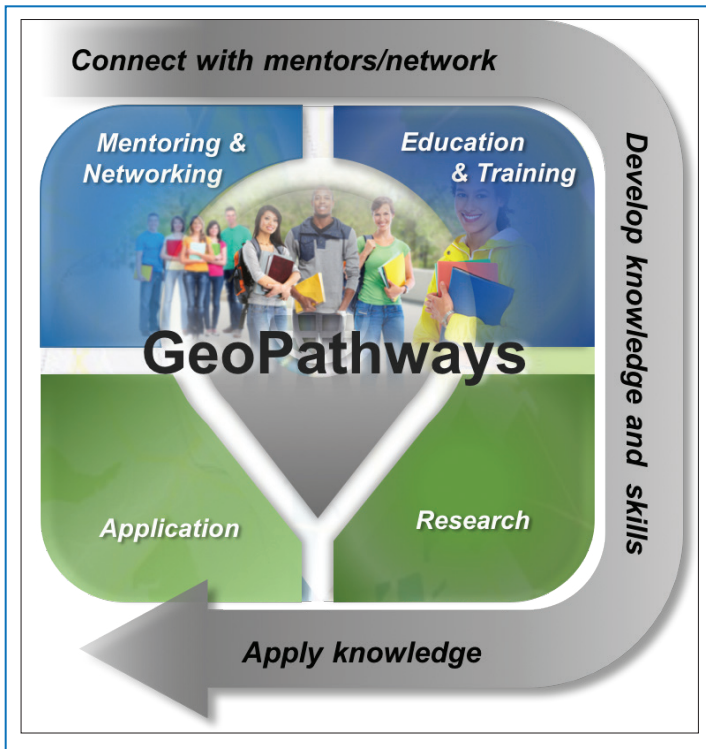 Connect with mentors/network
Mentoring &
Networking
Education
& Training
Develop knowledge and skills
GeoPathways
Application
Research
Apply knowledge